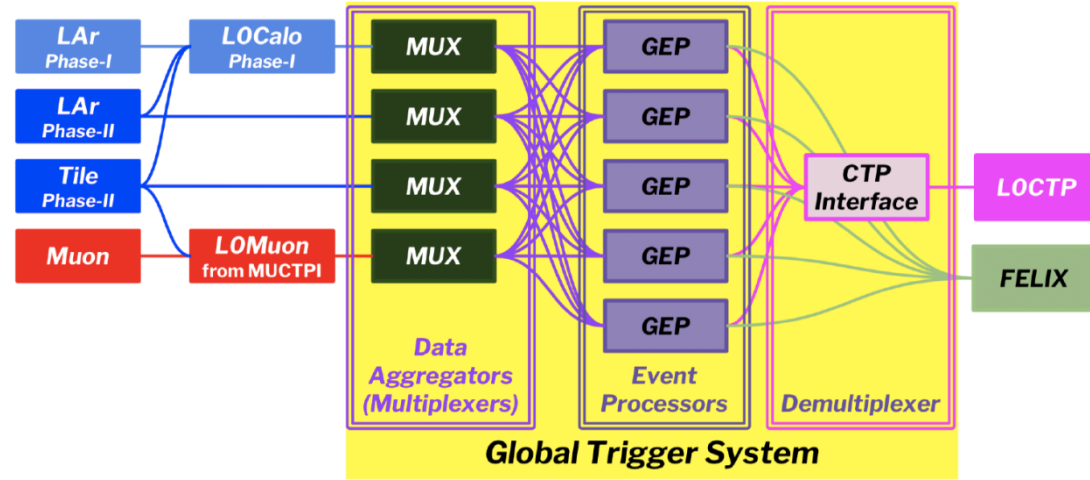 LAr
Phase-I
L0Calo
Phase-I
MUX
GEP
LAr
Phase-II
MUX
GEP
Tile
Phase-II
MUX
GEP
CTP
Interface
L0CTP
Muon
L0Muon
from MUCTPI
MUX
GEP
FELIX
GEP
Data
Aggregators
(Multiplexers)
Event
Processors
Demultiplexer
Global Trigger System